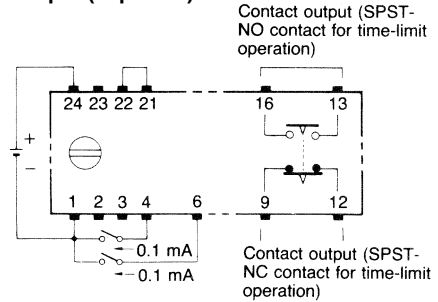 Contact output (SPST-
NO contact for time-limit
operation)
24 23 22 21 16 13
+
−
1 2 3 4 6 9 12
0.1 mA
0.1 mA
Contact output (SPST-
NC contact for time-limit
operation)